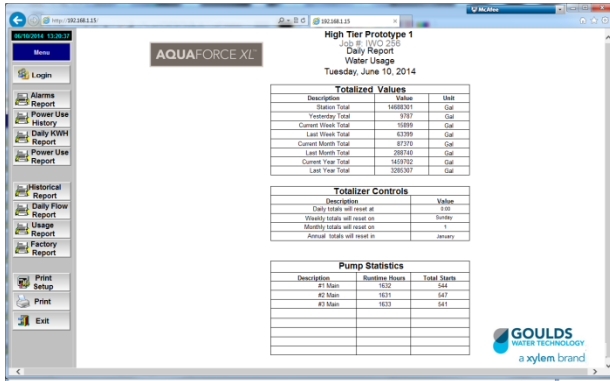 McAfee
http://192.168.1.15/
192.168.1.15
06/10/2014 13:20:37
Menu
Login
Alarms
Report
Power Use
History
Daily KWH
Report
Power Use
Report
Historical
Report
Daily Flow
Report
Usage
Report
Factory
Report
Print
Setup
Print
Exit
AQUAFORCE XL™
High Tier Prototype 1
Job #: IWO 256
Daily Report
Water Usage
Tuesday, June 10, 2014
Totalized Values
Description Value Unit
Station Total 14688301 Gal
Yesterday Total 9787 Gal
Current Week Total 15899 Gal
Last Week Total 63399 Gal
Current Month Total 87370 Gal
Last Month Total 288740 Gal
Current Year Total 1459702 Gal
Last Year Total 3285307 Gal
Totalizer Controls
Description Value
Daily totals will reset at 0:00
Weekly totals will reset on Sunday
Monthly totals will reset on 1
Annual totals will reset in January
Pump Statistics
Description Runtime Hours Total Starts
#1 Main 1632 544
#2 Main 1631 547
#3 Main 1633 541
GOULDS
WATER TECHNOLOGY
a xylem brand